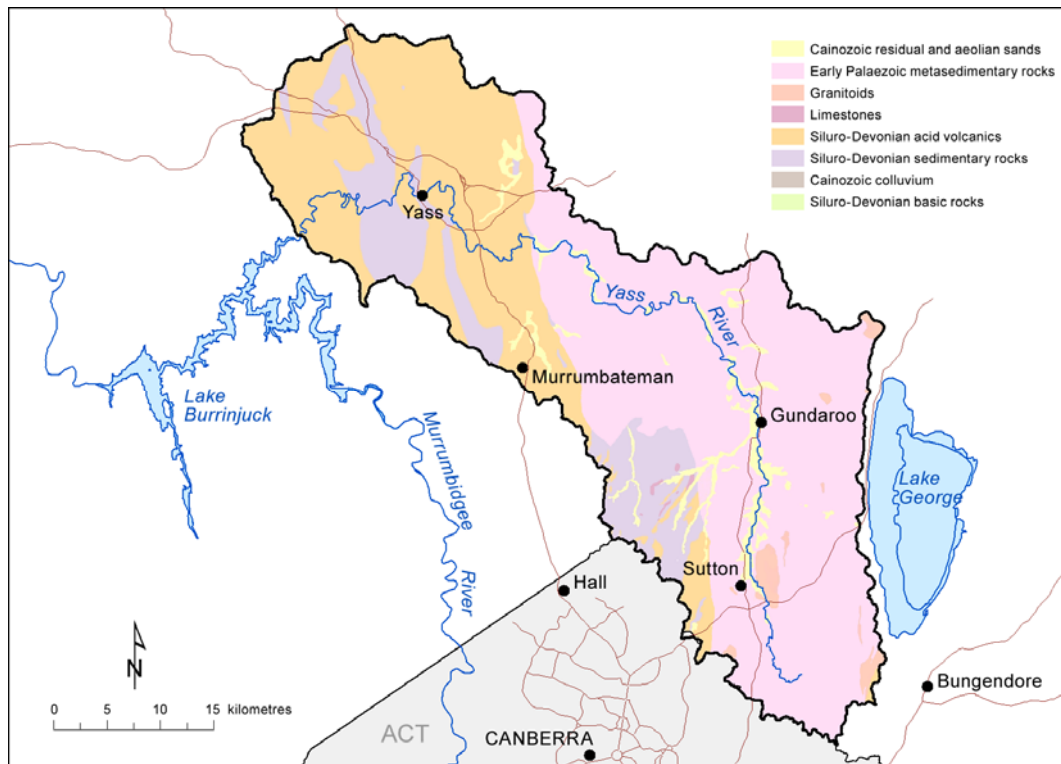 Cainozoic residual and aeolian sands
Early Palaezoic metasedimentary rocks
Granitoids
Limestones
Siluro-Devonian acid volcanics
Siluro-Devonian sedimentary rocks
Cainozoic colluvium
Siluro-Devonian basic rocks
Yass
Yass
River
Murrumbateman
Lake
Burrinjuck
Murrumbidgee
River
Gundaroo
Lake
George
Sutton
Hall
Bungendore
N
0 5 10 15 kilometres
ACT
CANBERRA